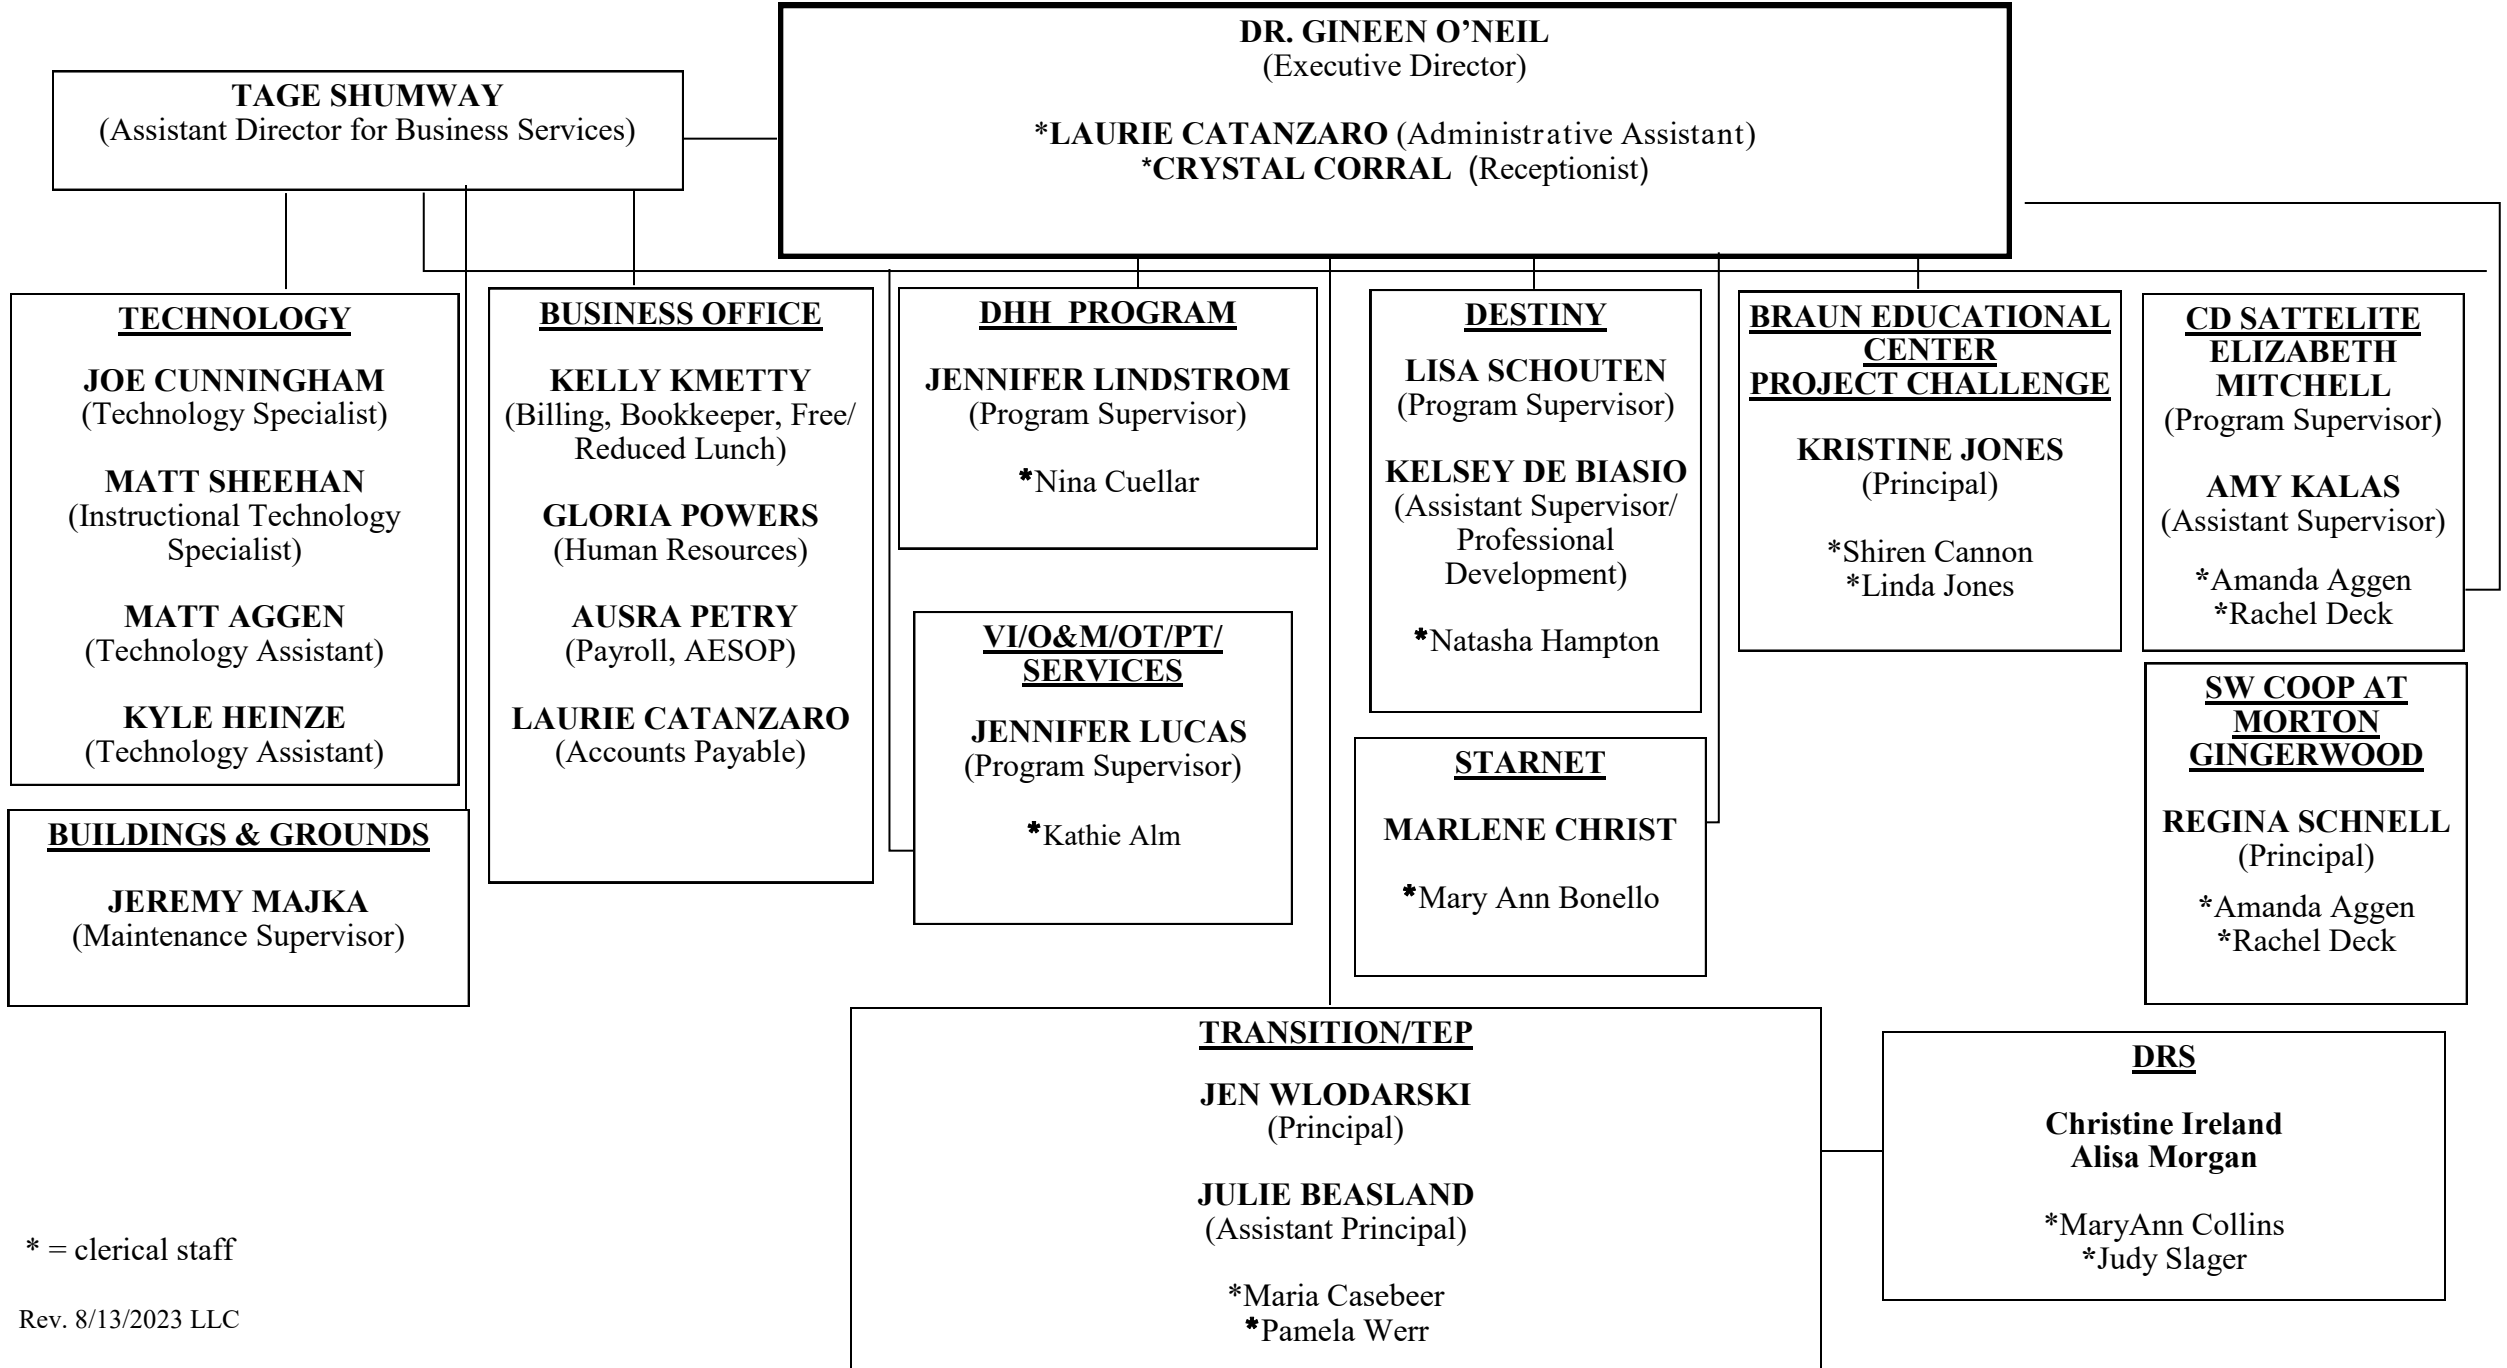 DR. GINEEN O’NEIL
(Executive Director)
*LAURIE CATANZARO (Administrative Assistant)
*CRYSTAL CORRAL (Receptionist)
TAGE SHUMWAY
(Assistant Director for Business Services)
TECHNOLOGY
JOE CUNNINGHAM
(Technology Specialist)
MATT SHEEHAN
(Instructional Technology
Specialist)
MATT AGGEN
(Technology Assistant)
KYLE HEINZE
(Technology Assistant)
BUILDINGS & GROUNDS
JEREMY MAJKA
(Maintenance Supervisor)
BUSINESS OFFICE
KELLY KMETTY
(Billing, Bookkeeper, Free/
Reduced Lunch)
GLORIA POWERS
(Human Resources)
AUSRA PETRY
(Payroll, AESOP)
LAURIE CATANZARO
(Accounts Payable)
DHH PROGRAM
JENNIFER LINDSTROM
(Program Supervisor)
*Nina Cuellar
VI/O&M/OT/PT/
SERVICES
JENNIFER LUCAS
(Program Supervisor)
*Kathie Alm
DESTINY
LISA SCHOUTEN
(Program Supervisor)
KELSEY DE BIASIO
(Assistant Supervisor/
Professional
Development)
*Natasha Hampton
STARNET
MARLENE CHRIST
*Mary Ann Bonello
BRAUN EDUCATIONAL
CENTER
PROJECT CHALLENGE
KRISTINE JONES
(Principal)
*Shiren Cannon
*Linda Jones
CD SATTELITE
ELIZABETH
MITCHELL
(Program Supervisor)
AMY KALAS
(Assistant Supervisor)
*Amanda Aggen
*Rachel Deck
SW COOP AT
MORTON
GINGERWOOD
REGINA SCHNELL
(Principal)
*Amanda Aggen
*Rachel Deck
TRANSITION/TEP
JEN WLODARSKI
(Principal)
JULIE BEASLAND
(Assistant Principal)
*Maria Casebeer
*Pamela Werr
DRS
Christine Ireland
Alisa Morgan
*MaryAnn Collins
*Judy Slager
* = clerical staff
Rev. 8/13/2023 LLC